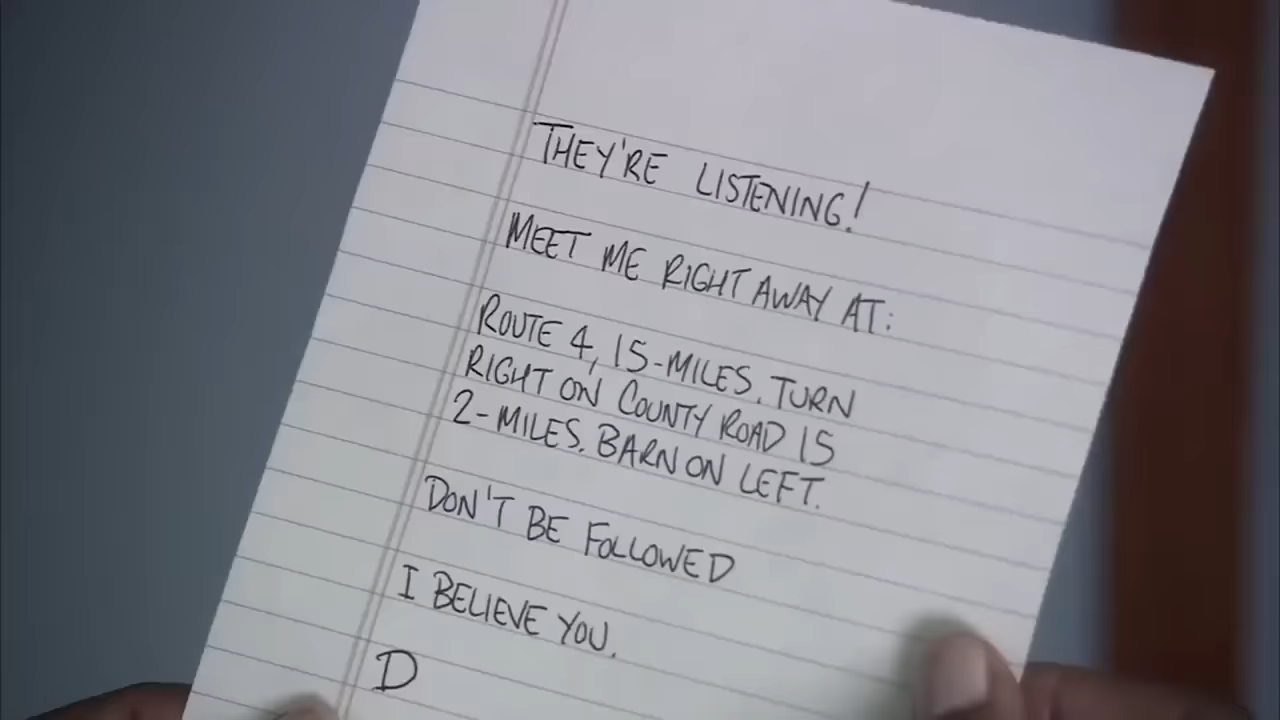 THEY'RE LISTENING!
MEET ME RIGHT AWAY AT:
ROUTE 4, 15-MILES. TURN
RIGHT ON COUNTY ROAD 15
2-MILES. BARN ON LEFT.
DON'T BE FOLLOWED
I BELIEVE YOU.
D